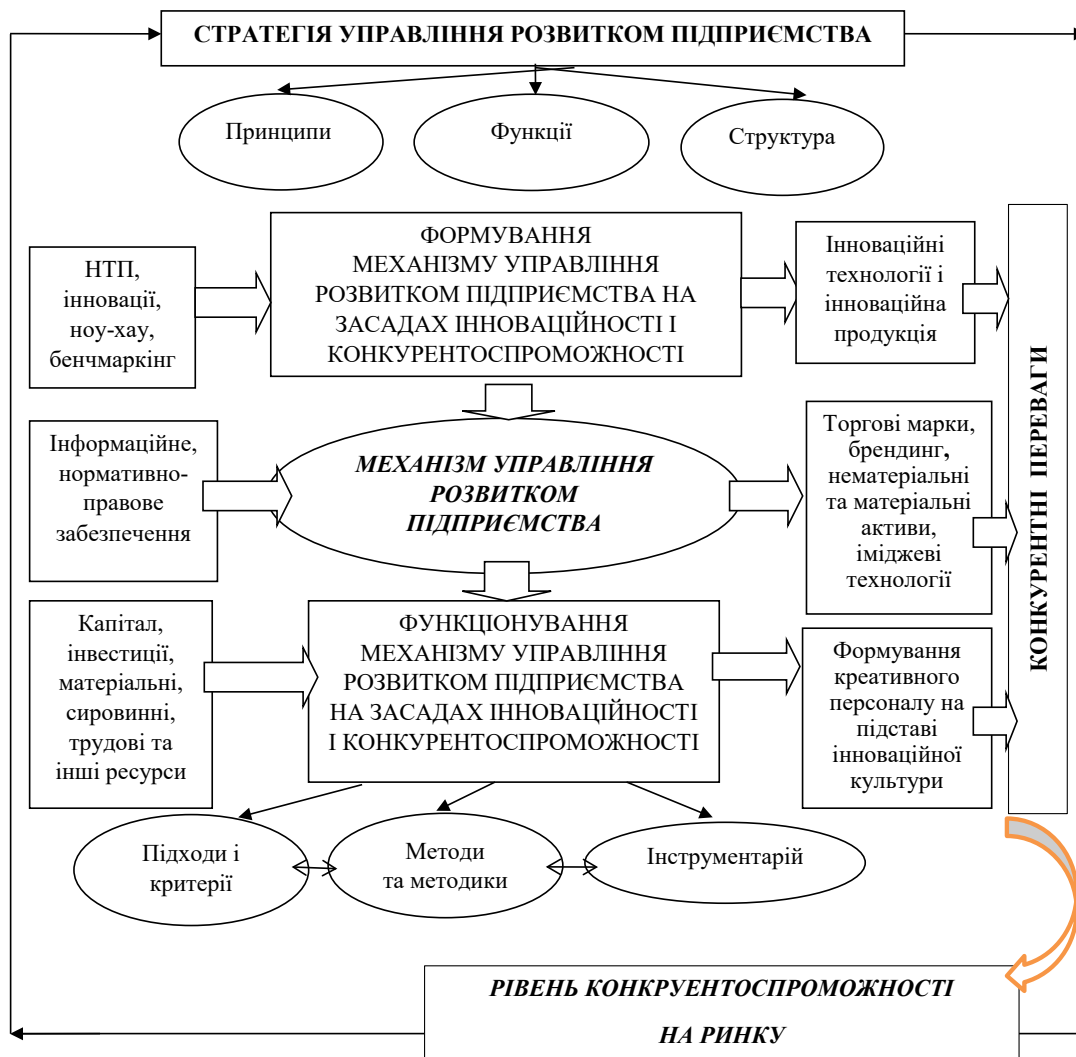 СТРАТЕГІЯ УПРАВЛІННЯ РОЗВИТКОМ ПІДПРИЄМСТВА
Принципи
Функції
Структура
НТП,
інновації,
ноу-хау,
бенчмаркінг
ФОРМУВАННЯ
МЕХАНІЗМУ УПРАВЛІННЯ
РОЗВИТКОМ ПІДПРИЄМСТВА НА
ЗАСАДАХ ІННОВАЦІЙНОСТІ І
КОНКУРЕНТОСПРОМОЖНОСТІ
Інноваційні
технології і
інноваційна
продукція
КОНКУРЕНТНІ ПЕРЕВАГИ
Інформаційне,
нормативно-
правове
забезпечення
МЕХАНІЗМ УПРАВЛІННЯ
РОЗВИТКОМ
ПІДПРИЄМСТВА
Торгові марки,
брендинг,
нематеріальні
та матеріальні
активи,
іміджеві
технології
Капітал,
інвестиції,
матеріальні,
сировинні,
трудові та
інші ресурси
ФУНКЦІОНУВАННЯ
МЕХАНІЗМУ УПРАВЛІННЯ
РОЗВИТКОМ ПІДПРИЄМСТВА
НА ЗАСАДАХ ІННОВАЦІЙНОСТІ
І КОНКУРЕНТОСПРОМОЖНОСТІ
Формування
креативного
персоналу на
підставі
інноваційної
культури
Підходи і
критерії
Методи
та методики
Інструментарій
РІВЕНЬ КОНКРУЕНТОСПРОМОЖНОСТІ
НА РИНКУ